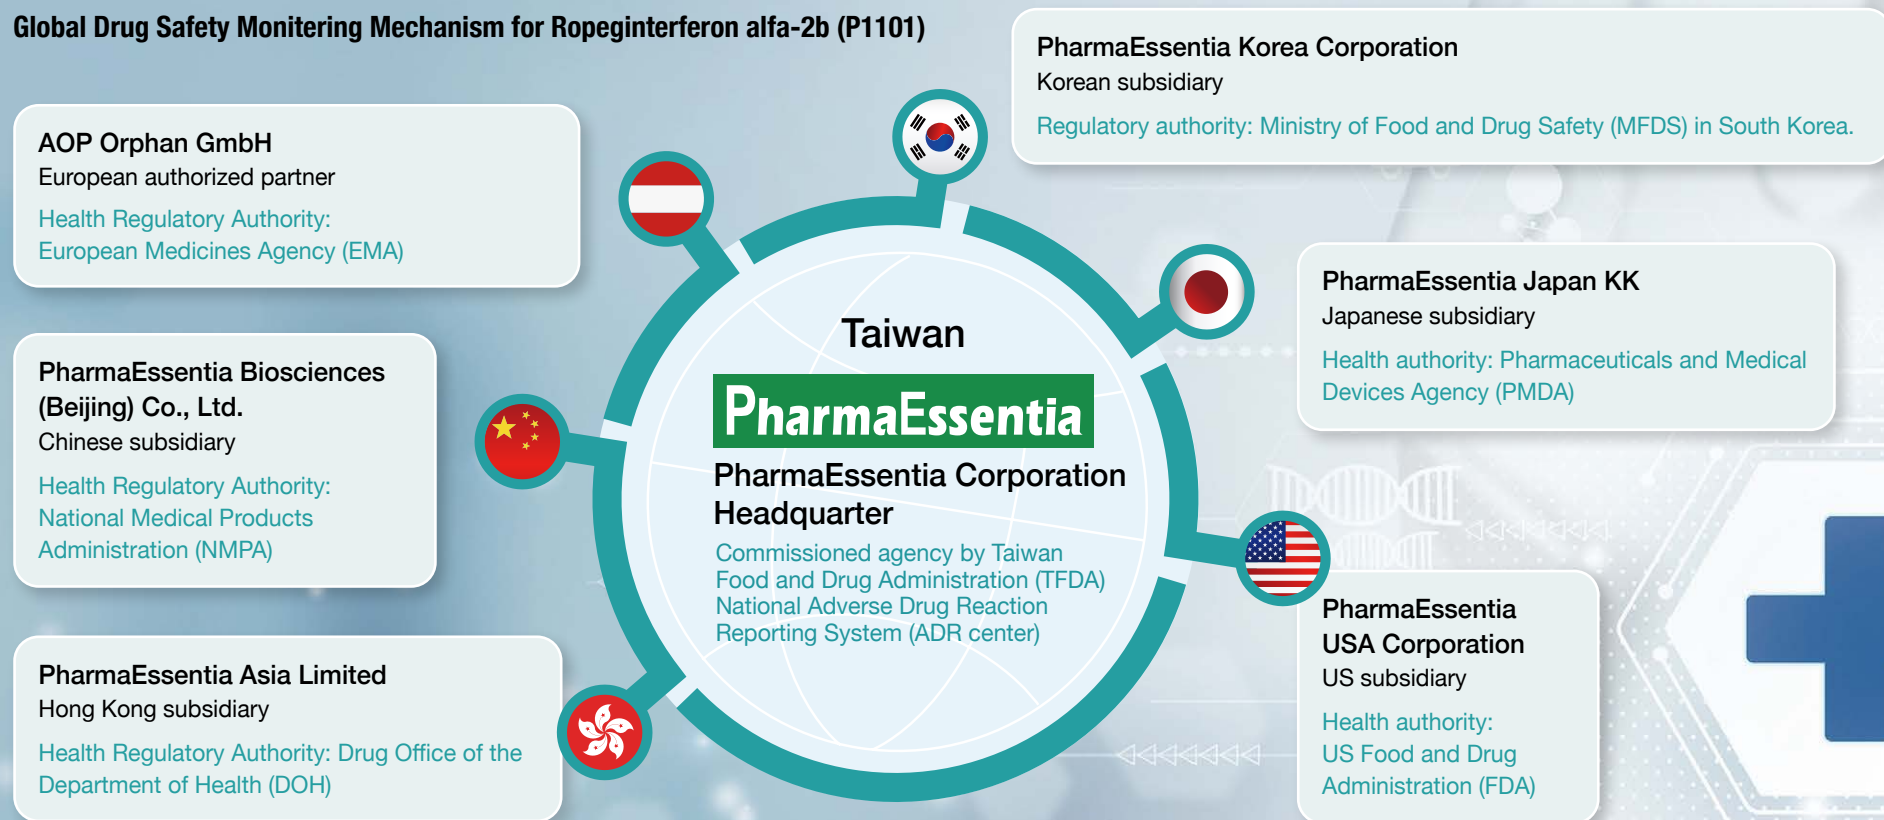 Global Drug Safety Monitering Mechanism for Ropeginterferon alfa-2b (P1101)
PharmaEssentia Korea Corporation
Korean subsidiary
Regulatory authority: Ministry of Food and Drug Safety (MFDS) in South Korea.
AOP Orphan GmbH
European authorized partner
Health Regulatory Authority:
European Medicines Agency (EMA)
PharmaEssentia Japan KK
Japanese subsidiary
Health authority: Pharmaceuticals and Medical
Devices Agency (PMDA)
PharmaEssentia Biosciences
(Beijing) Co., Ltd.
Chinese subsidiary
Health Regulatory Authority:
National Medical Products
Administration (NMPA)
Taiwan
PharmaEssentia
PharmaEssentia Corporation
Headquarter
Commissioned agency by Taiwan
Food and Drug Administration (TFDA)
National Adverse Drug Reaction
Reporting System (ADR center)
PharmaEssentia
USA Corporation
US subsidiary
Health authority:
US Food and Drug
Administration (FDA)
PharmaEssentia Asia Limited
Hong Kong subsidiary
Health Regulatory Authority: Drug Office of the
Department of Health (DOH)